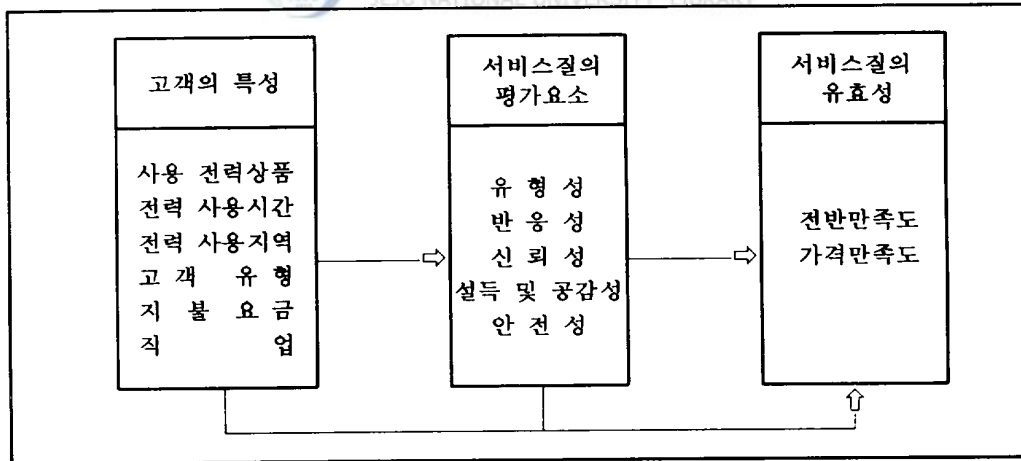 JEJU NATIONAL UNIVERSITY LIBRARY
고객의 특성
사용 전력상품
전력 사용시간
전력 사용지역
고객 유형
지불요금
직업
서비스질의
평가요소
유형성
반응성
신뢰성
설득 및 공감성
안전성
서비스질의
유효성
전반만족도
가격만족도